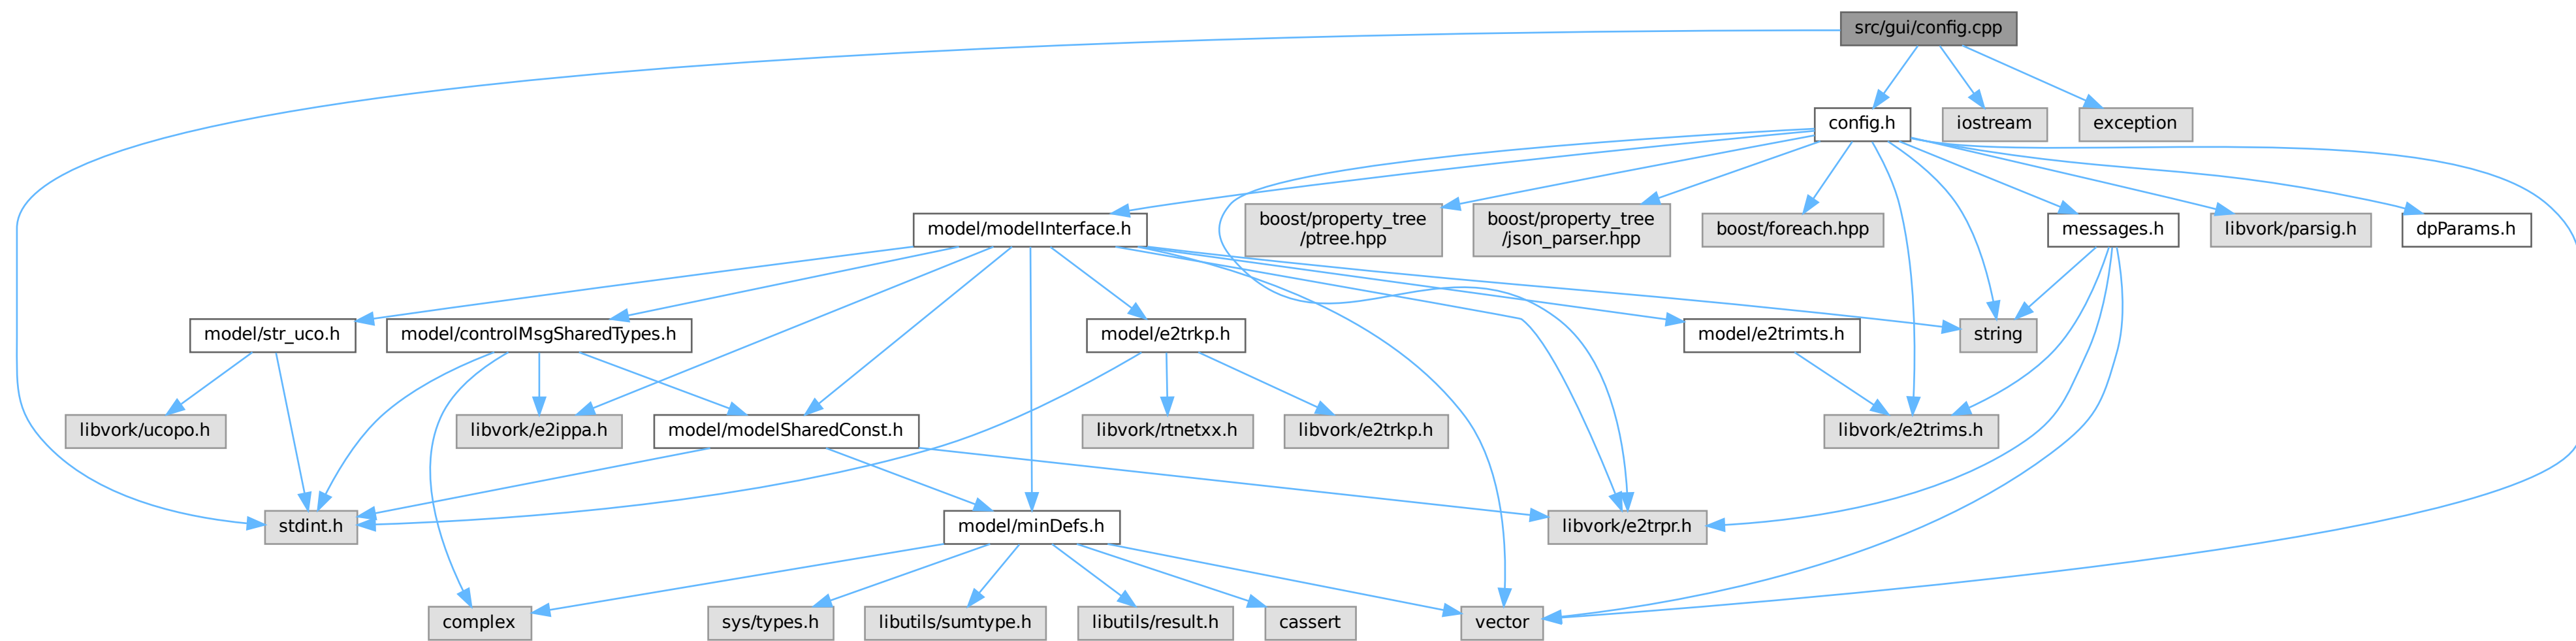 src/gui/config.cpp
config.h
iostream
exception
model/modelInterface.h
boost/property_tree
/ptree.hpp
boost/property_tree
/json_parser.hpp
boost/foreach.hpp
messages.h
libvork/parsig.h
dpParams.h
model/str_uco.h
model/controlMsgSharedTypes.h
model/e2trkp.h
model/e2trimts.h
string
libvork/ucopo.h
libvork/e2ippa.h
model/modelSharedConst.h
libvork/rtnetxx.h
libvork/e2trkp.h
libvork/e2trims.h
stdint.h
model/minDefs.h
libvork/e2trpr.h
complex
sys/types.h
libutils/sumtype.h
libutils/result.h
cassert
vector